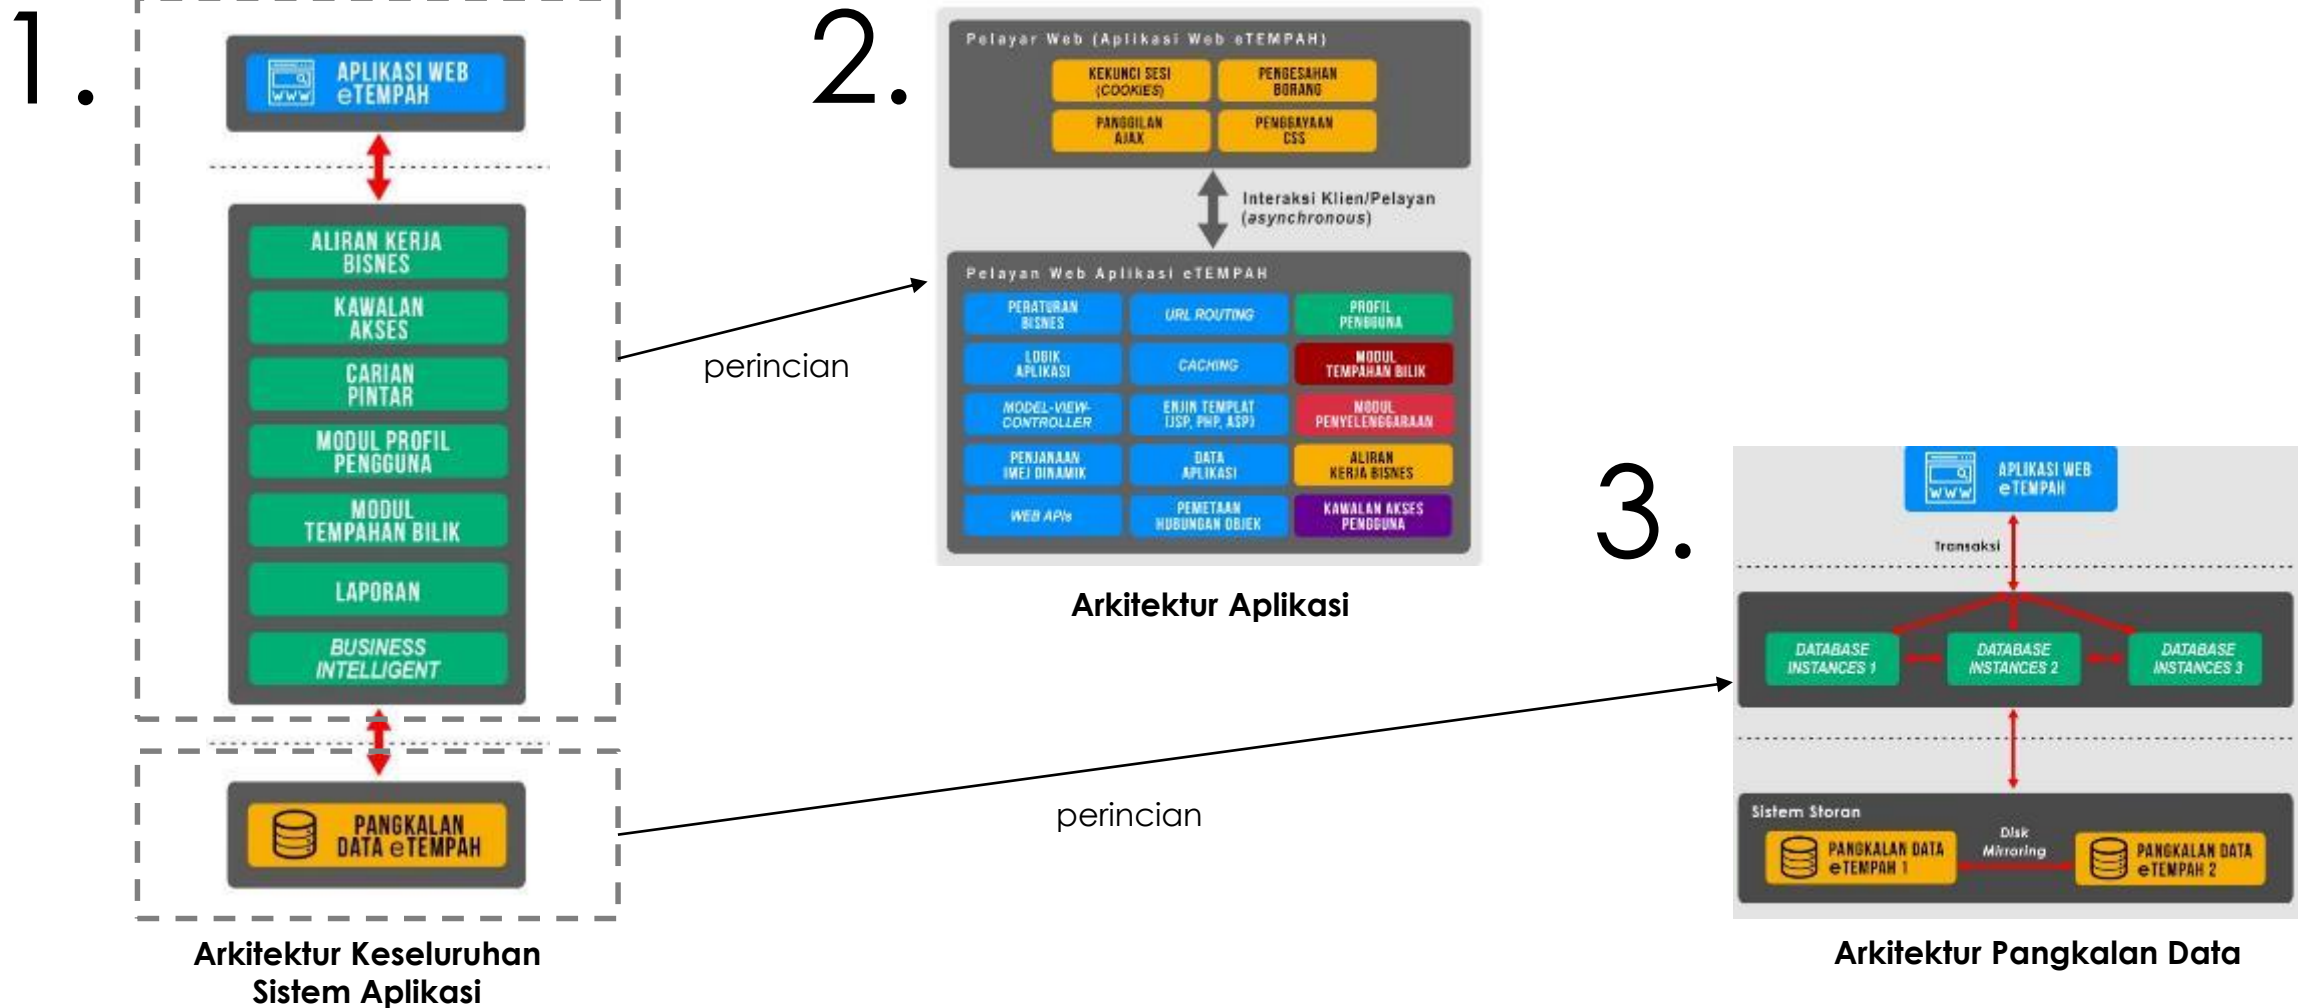 1.
WWW
APLIKASI WEB
eTEMPAH
ALIRAN KERJA
BISNES
KAWALAN
AKSES
CARIAN
PINTAR
MODUL PROFIL
PENGGUNA
MODUL
TEMPAHAN BILIK
LAPORAN
BUSINESS
INTELLIGENT
PANGKALAN
DATA eTEMPAH
Arkitektur Keseluruhan
Sistem Aplikasi
perincian
perincian
2.
Pelayar Web (Aplikasi Web eTEMPAH)
KEKUNCI SESI
(COOKIES)
PENGESAHAN
BORANG
PANGGILAN
AJAX
PENGGAYAAN
CSS
Interaksi Klien/Pelayan
(asynchronous)
Pelayan Web Aplikasi eTEMPAH
PERATURAN
BISNES
URL ROUTING
PROFIL
PENGGUNA
LOGIK
APLIKASI
CACHING
MODUL
TEMPAHAN BILIK
MODEL-VIEW-
CONTROLLER
ENJIN TEMPLAT
(JSP, PHP, ASP)
MODUL
PENYELENGGARAAN
PENJANAAN
IMEJ DINAMIK
DATA
APLIKASI
ALIRAN
KERJA BISNES
WEB APIs
PEMETAAN
HUBUNGAN OBJEK
KAWALAN AKSES
PENGGUNA
Arkitektur Aplikasi
3.
WWW
APLIKASI WEB
eTEMPAH
Transaksi
DATABASE
INSTANCES 1
DATABASE
INSTANCES 2
DATABASE
INSTANCES 3
Sistem Storan
PANGKALAN DATA
eTEMPAH 1
Disk
Mirroring
PANGKALAN DATA
eTEMPAH 2
Arkitektur Pangkalan Data